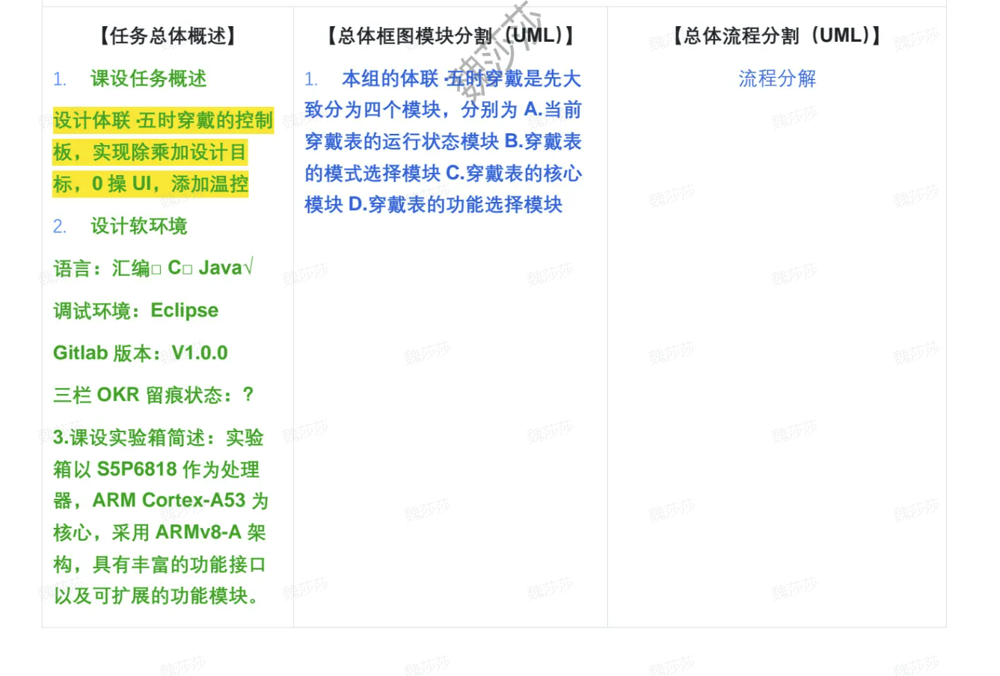 【任务总体概述】
1. 课设任务概述
设计体联·五时穿戴的控制
板，实现除乘加设计目
标，0 操 UI，添加温控
2. 设计软环境
语言：汇编□ C□ Java√
调试环境：Eclipse
Gitlab 版本：V1.0.0
三栏 OKR 留痕状态：?
3.课设实验箱简述：实验
箱以 S5P6818 作为处理
器，ARM Cortex-A53 为
核心，采用 ARMv8-A 架
构，具有丰富的功能接口
以及可扩展的功能模块。
【总体框图模块分割（UML）】
1. 本组的体联·五时穿戴是先大
致分为四个模块，分别为 A.当前
穿戴表的运行状态模块 B.穿戴表
的模式选择模块 C.穿戴表的核心
模块 D.穿戴表的功能选择模块
【总体流程分割（UML）】
流程分解
魏莎莎